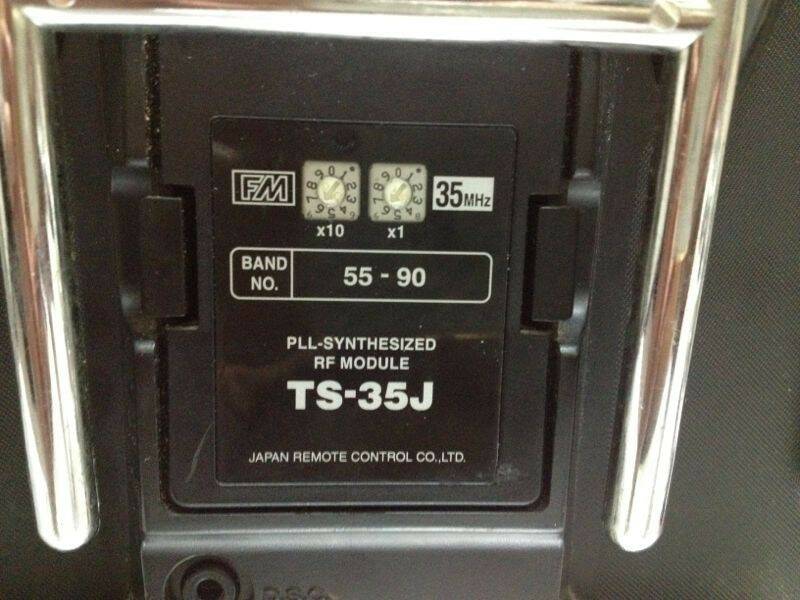 FM
35MHz
x10
x1
BAND NO.
55 - 90
PLL-SYNTHESIZED
RF MODULE
TS-35J
JAPAN REMOTE CONTROL CO.,LTD.
DSC